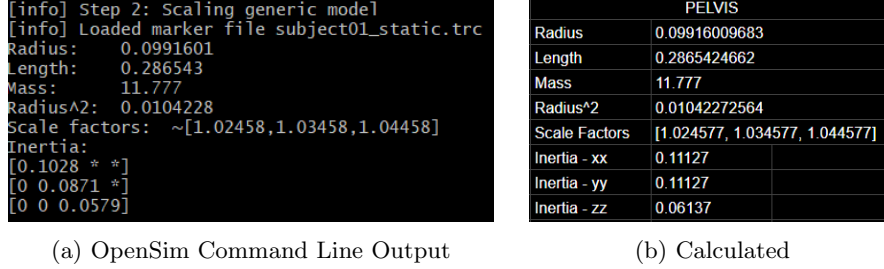 [info] Step 2: Scaling generic model
[info] Loaded marker file subject01_static.trc
Radius: 0.0991601
Length: 0.286543
Mass: 11.777
Radius^2: 0.0104228
Scale factors: ~[1.02458,1.03458,1.04458]
Inertia:
[0.1028 * *]
[0 0.0871 *]
[0 0 0.0579]
(a) OpenSim Command Line Output
PELVIS
Radius 0.09916009683
Length 0.2865424662
Mass 11.777
Radius^2 0.01042272564
Scale Factors [1.024577, 1.034577, 1.044577]
Inertia - xx 0.11127
Inertia - yy 0.11127
Inertia - zz 0.06137
(b) Calculated